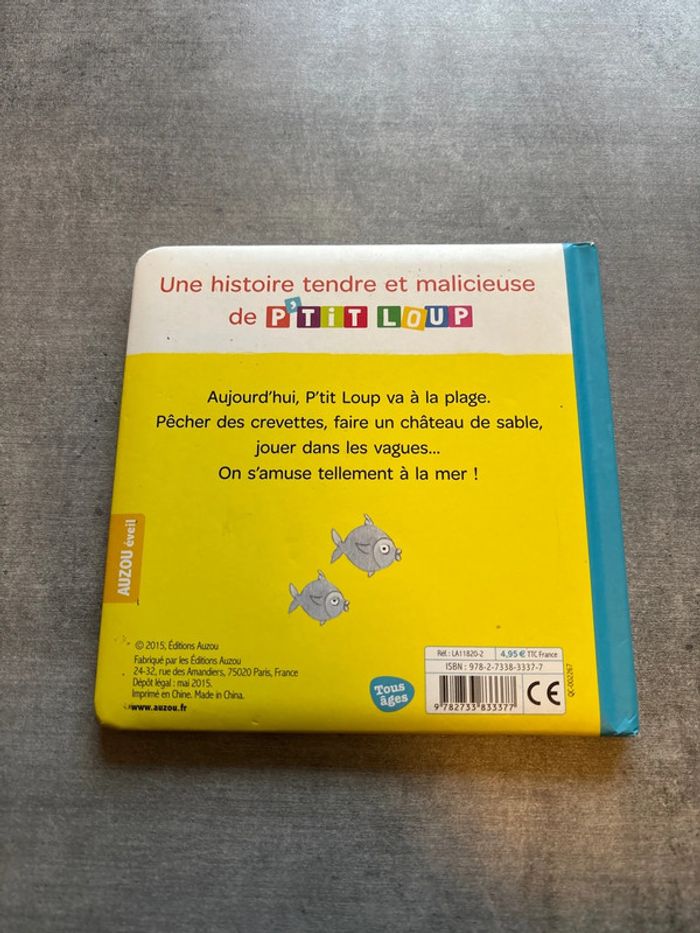 Une histoire tendre et malicieuse
de P'TiT LOUP
Aujourd'hui, P'tit Loup va à la plage.
Pêcher des crevettes, faire un château de sable,
jouer dans les vagues...
On s'amuse tellement à la mer !
AUZOU éveil
© 2015, Éditions Auzou
Fabriqué par les Éditions Auzou
24-32, rue des Amandiers, 75020 Paris, France
Dépôt légal : mai 2015.
Imprimé en Chine. Made in China.
www.auzou.fr
Tous
âges
Réf. : LA11820-2 4,95 € TTC France
ISBN : 978-2-7338-3337-7
9 782733 833377
CE
QC-002267